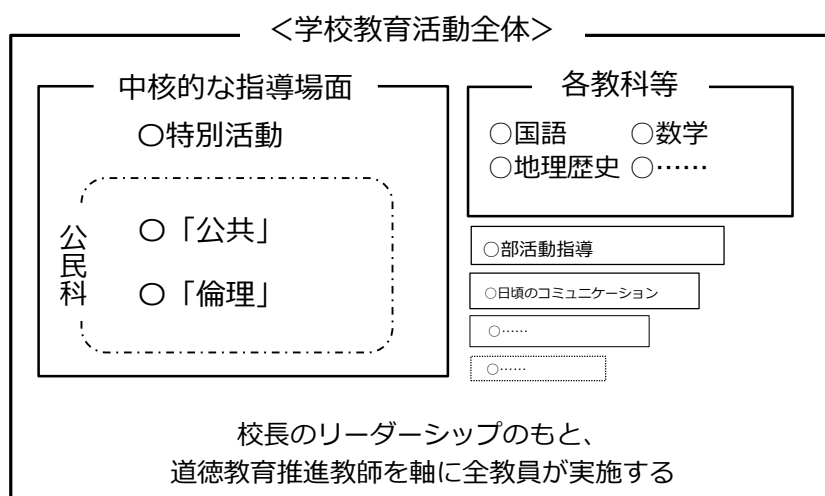 ＜学校教育活動全体＞
中核的な指導場面
〇特別活動
公民科
〇「公共」
〇「倫理」
各教科等
○国語　○数学
○地理歴史 ○……
○部活動指導
○日頃のコミュニケーション
○……
○……
校長のリーダーシップのもと、
道徳教育推進教師を軸に全教員が実施する